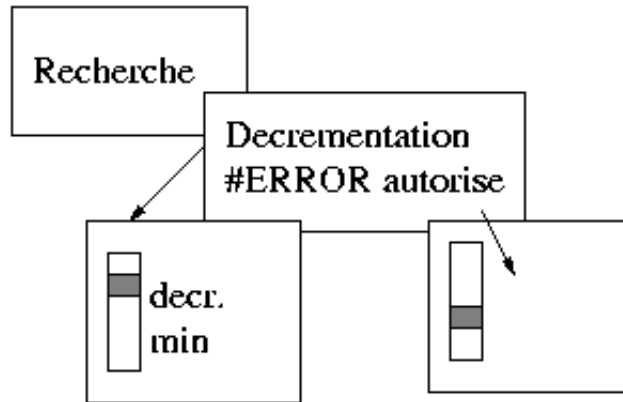 Recherche
Decrementation
#ERROR autorise
decr.
min